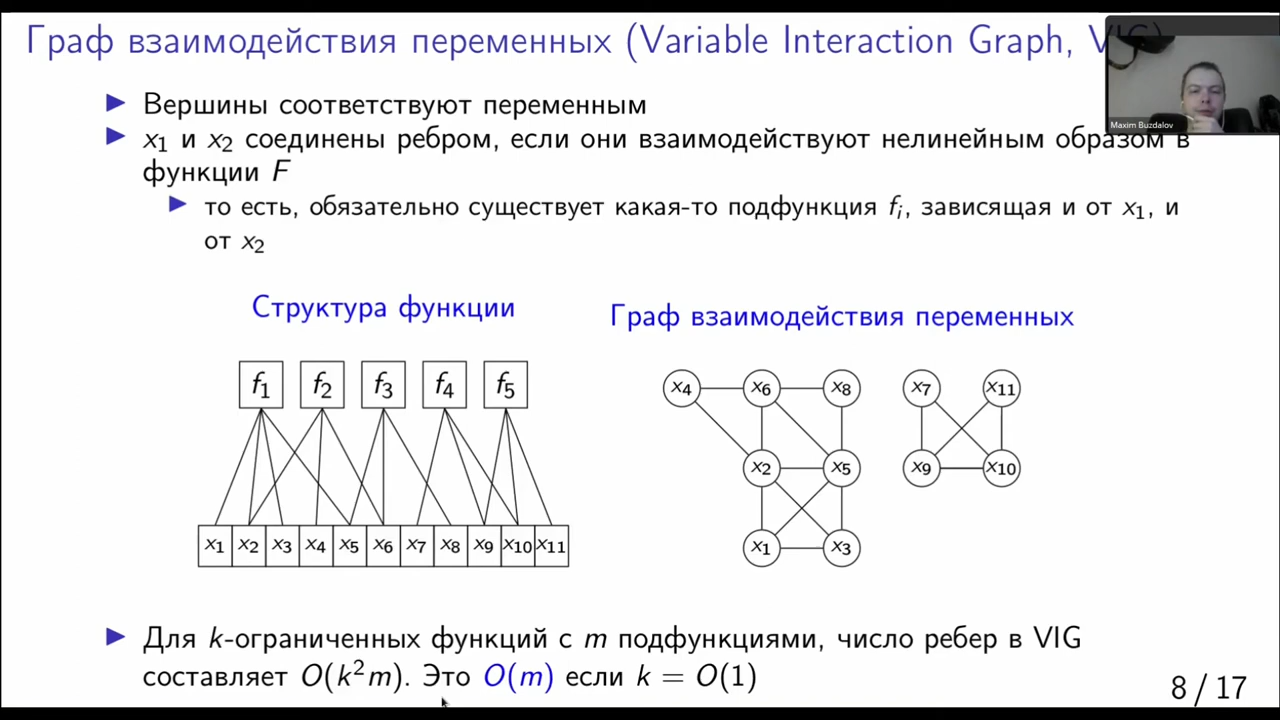 Граф взаимодействия переменных (Variable Interaction Graph, VIG)
Maxim Buzdalov
▶ Вершины соответствуют переменным
▶ x₁ и x₂ соединены ребром, если они взаимодействуют нелинейным образом в
функции F
▶ то есть, обязательно существует какая-то подфункция fᵢ, зависящая и от x₁, и
от x₂
Структура функции
f₁ f₂ f₃ f₄ f₅
x₁ x₂ x₃ x₄ x₅ x₆ x₇ x₈ x₉ x₁₀ x₁₁
Граф взаимодействия переменных
x₄ x₆ x₈ x₇ x₁₁
x₂ x₅ x₉ x₁₀
x₁ x₃
▶ Для k-ограниченных функций с m подфункциями, число ребер в VIG
составляет O(k²m). Это O(m) если k = O(1)
8 / 17